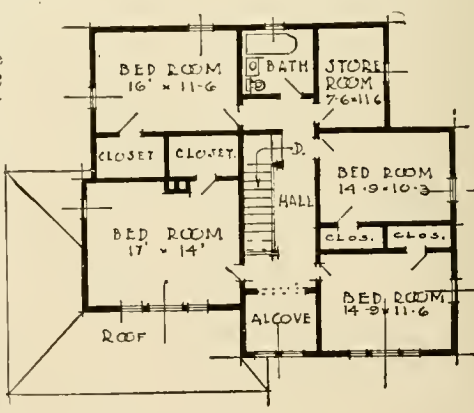 BED ROOM
16' × 11-6
BATH
STORE
ROOM
7-6×11 6
CLOSET
CLOSET.
D.
HALL
BED ROOM
14-9×10-3
BED ROOM
17' × 14'
CLOS.
CLOS.
BED ROOM
14-9×11-6
ALCOVE
ROOF